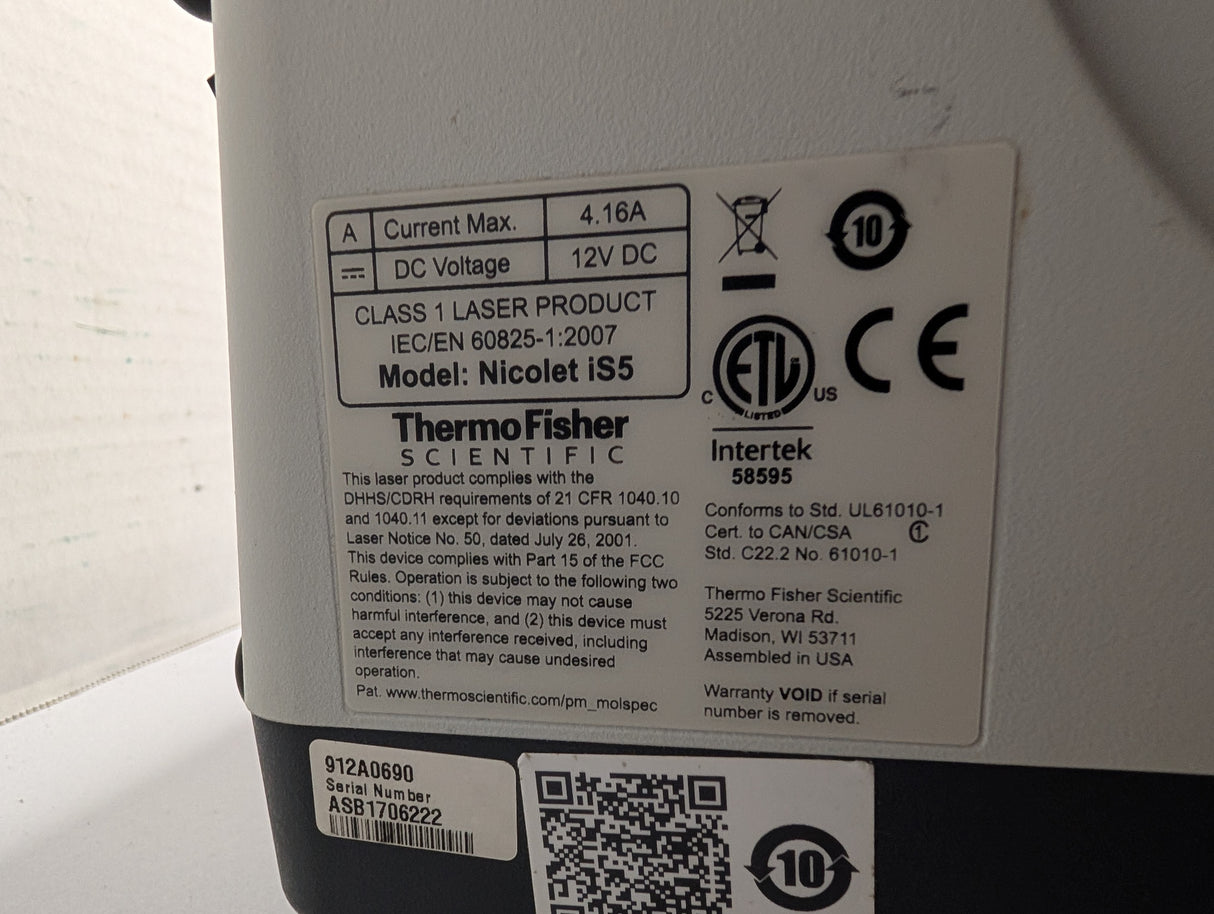 A Current Max. 4.16A
DC Voltage 12V DC
CLASS 1 LASER PRODUCT
IEC/EN 60825-1:2007
Model: Nicolet iS5
ThermoFisher
SCIENTIFIC
This laser product complies with the
DHHS/CDRH requirements of 21 CFR 1040.10
and 1040.11 except for deviations pursuant to
Laser Notice No. 50, dated July 26, 2001.
This device complies with Part 15 of the FCC
Rules. Operation is subject to the following two
conditions: (1) this device may not cause
harmful interference, and (2) this device must
accept any interference received, including
interference that may cause undesired
operation.
Pat. www.thermoscientific.com/pm_molspec
10
ETL
C US
LISTED
CE
Intertek
58595
Conforms to Std. UL61010-1
Cert. to CAN/CSA
Std. C22.2 No. 61010-1
1
Thermo Fisher Scientific
5225 Verona Rd.
Madison, WI 53711
Assembled in USA
Warranty VOID if serial
number is removed.
912A0690
Serial Number
ASB1706222
10